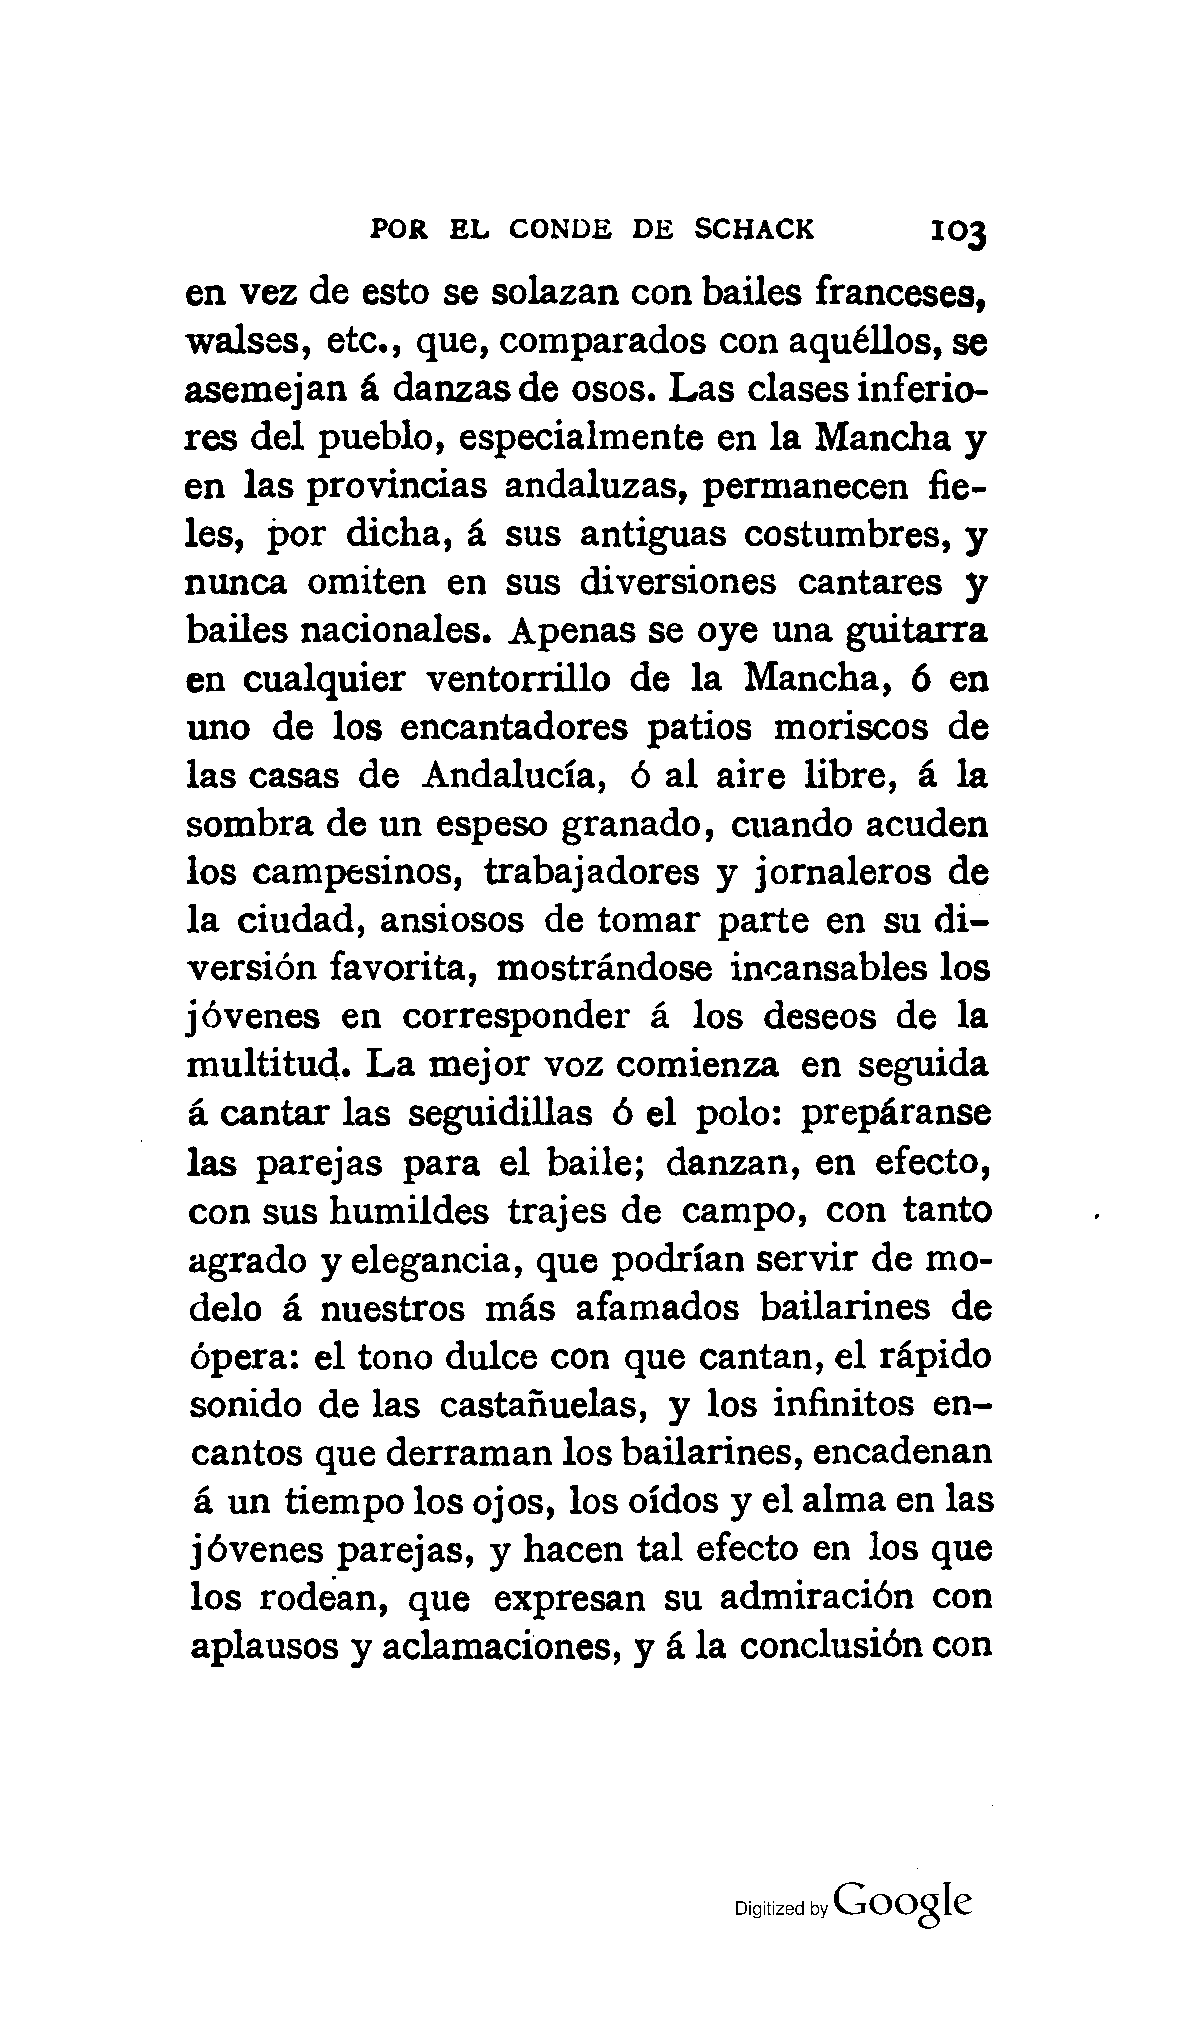 POR EL CONDE DE SCHACK 103
en vez de esto se solazan con bailes franceses,
walses, etc., que, comparados con aquéllos, se
asemejan á danzas de osos. Las clases inferio-
res del pueblo, especialmente en la Mancha y
en las provincias andaluzas, permanecen fie-
les, por dicha, á sus antiguas costumbres, y
nunca omiten en sus diversiones cantares y
bailes nacionales. Apenas se oye una guitarra
en cualquier ventorrillo de la Mancha, ó en
uno de los encantadores patios moriscos de
las casas de Andalucía, ó al aire libre, á la
sombra de un espeso granado, cuando acuden
los campesinos, trabajadores y jornaleros de
la ciudad, ansiosos de tomar parte en su di-
versión favorita, mostrándose incansables los
jóvenes en corresponder á los deseos de la
multitud. La mejor voz comienza en seguida
á cantar las seguidillas ó el polo: prepáranse
las parejas para el baile; danzan, en efecto,
con sus humildes trajes de campo, con tanto
agrado y elegancia, que podrían servir de mo-
delo á nuestros más afamados bailarines de
ópera: el tono dulce con que cantan, el rápido
sonido de las castañuelas, y los infinitos en-
cantos que derraman los bailarines, encadenan
á un tiempo los ojos, los oídos y el alma en las
jóvenes parejas, y hacen tal efecto en los que
los rodean, que expresan su admiración con
aplausos y aclamaciones, y á la conclusión con
Digitized by Google